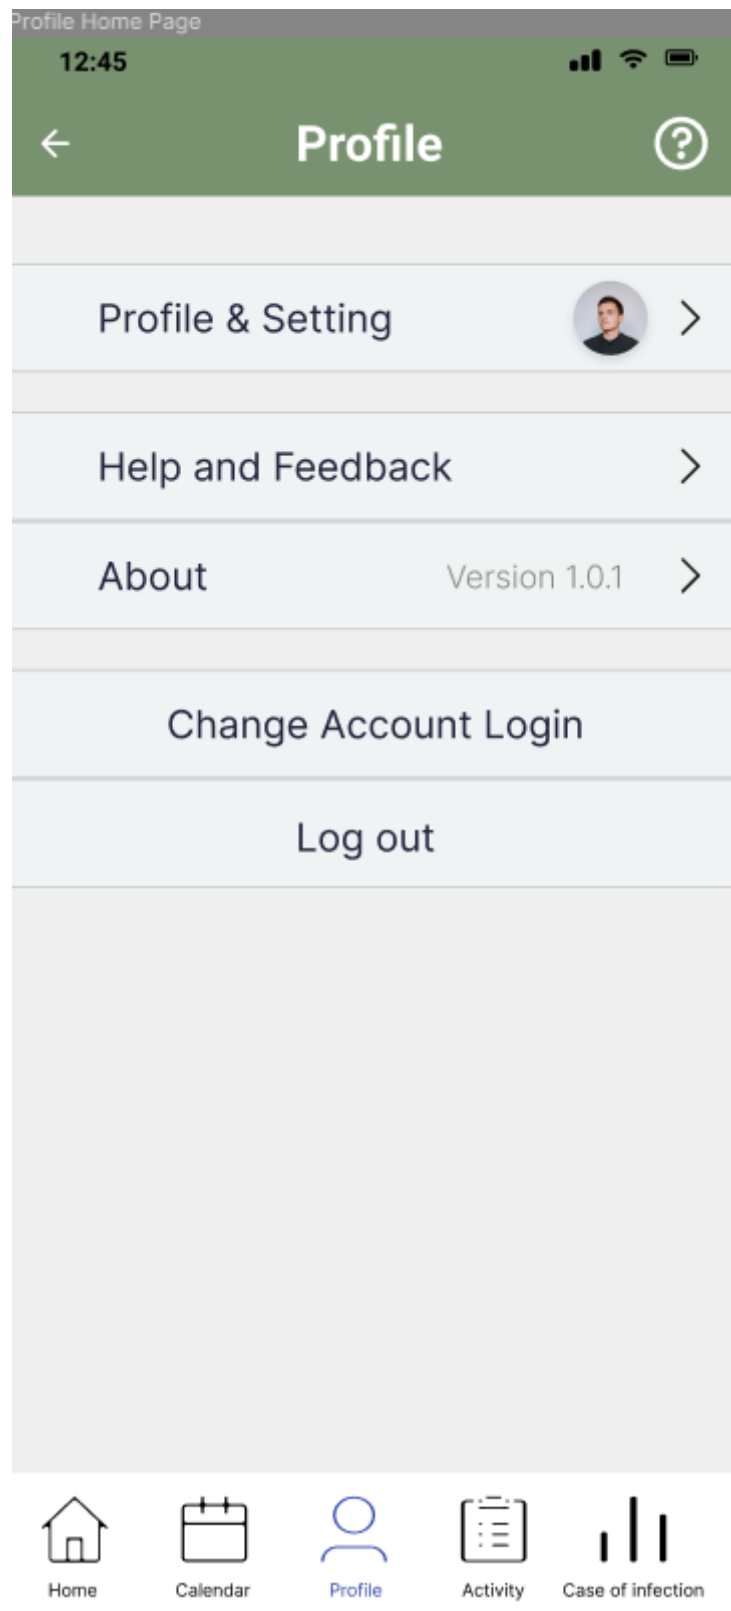 Profile Home Page
12:45
Profile
Profile & Setting
Help and Feedback
About Version 1.0.1
Change Account Login
Log out
Home Calendar Profile Activity Case of infection